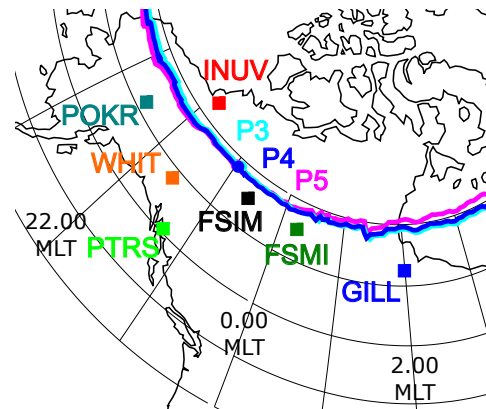 INUV
POKR
P3
P4
WHIT
P5
22.00
MLT
PTRS
FSIM
FSMI
GILL
0.00
MLT
2.00
MLT